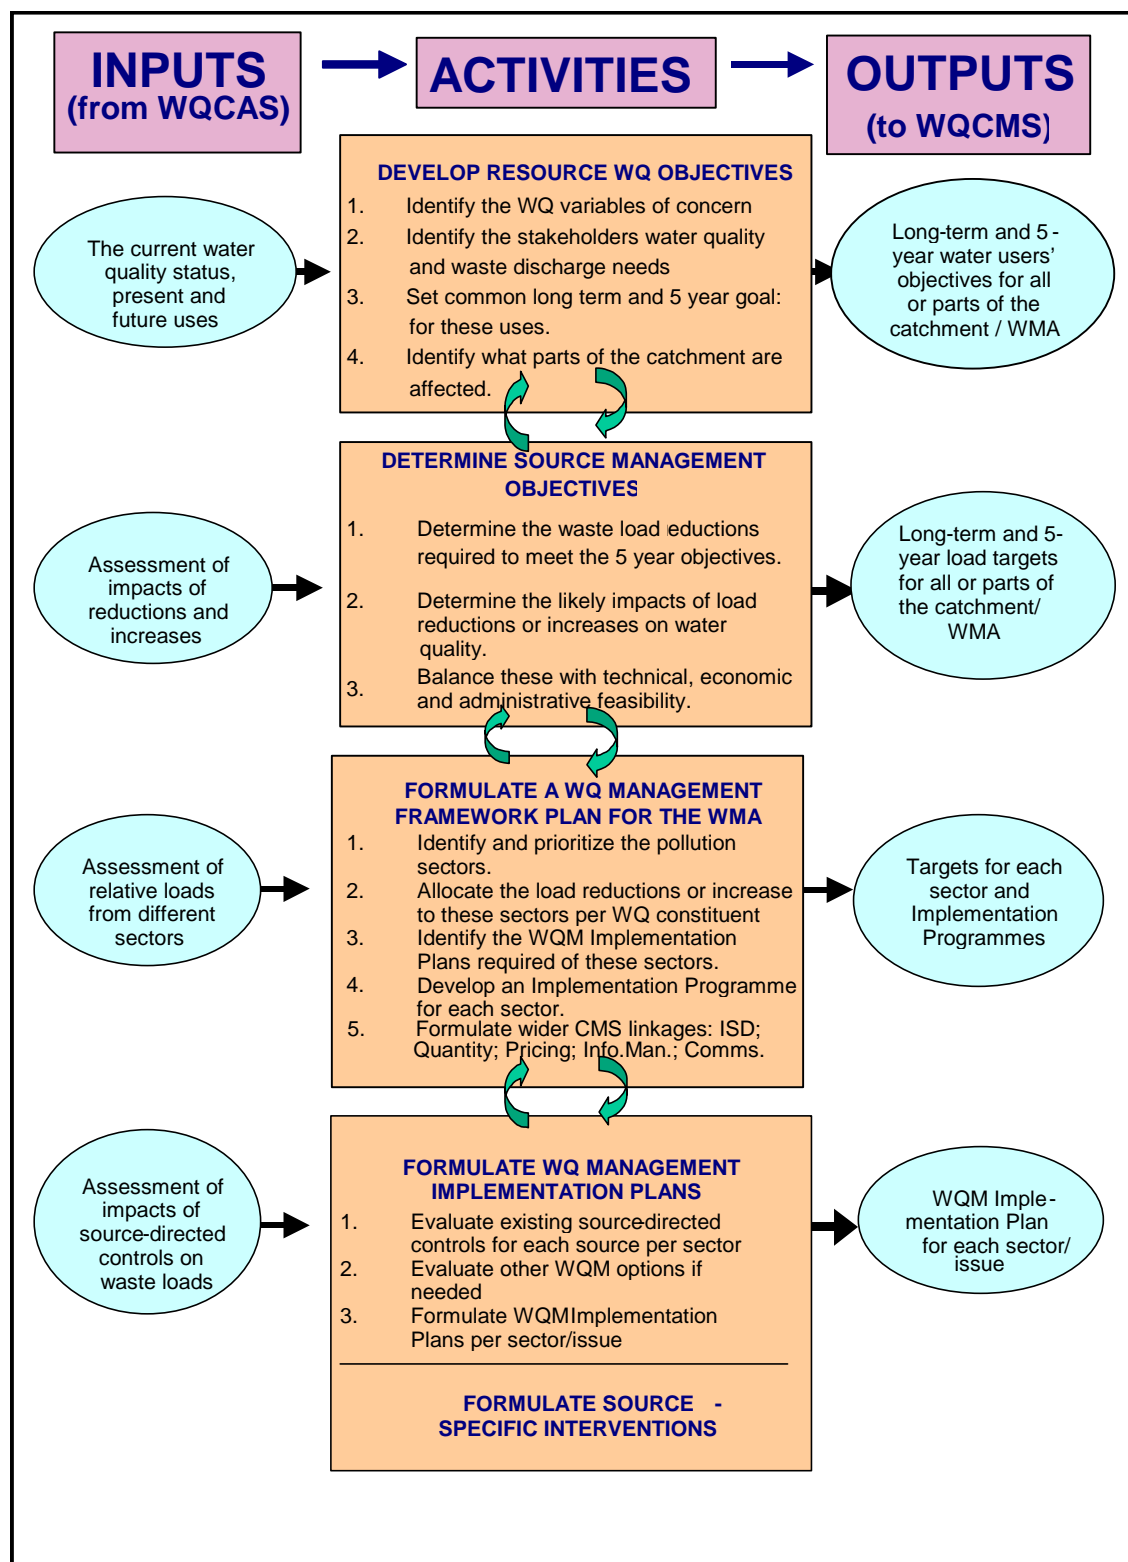 INPUTS
(from WQCAS)
ACTIVITIES
OUTPUTS
(to WQCMS)
The current water
quality status,
present and
future uses
DEVELOP RESOURCE WQ OBJECTIVES
1. Identify the WQ variables of concern
2. Identify the stakeholders water quality
and waste discharge needs
3. Set common long term and 5 year goal:
for these uses.
4. Identify what parts of the catchment are
affected.
Long-term and 5-
year water users’
objectives for all
or parts of the
catchment / WMA
Assessment of
impacts of
reductions and
increases
DETERMINE SOURCE MANAGEMENT
OBJECTIVES
1. Determine the waste load eductions
required to meet the 5 year objectives.
2. Determine the likely impacts of load
reductions or increases on water
quality.
3. Balance these with technical, economic
and administrative feasibility.
Long-term and 5-
year load targets
for all or parts of
the catchment/
WMA
Assessment of
relative loads
from different
sectors
FORMULATE A WQ MANAGEMENT
FRAMEWORK PLAN FOR THE WMA
1. Identify and prioritize the pollution
sectors.
2. Allocate the load reductions or increase
to these sectors per WQ constituent
3. Identify the WQM Implementation
Plans required of these sectors.
4. Develop an Implementation Programme
for each sector.
5. Formulate wider CMS linkages: ISD;
Quantity; Pricing; Info.Man.; Comms.
Targets for each
sector and
Implementation
Programmes
Assessment of
impacts of
source-directed
controls on
waste loads
FORMULATE WQ MANAGEMENT
IMPLEMENTATION PLANS
1. Evaluate existing source-directed
controls for each source per sector
2. Evaluate other WQM options if
needed
3. Formulate WQM Implementation
Plans per sector/issue
FORMULATE SOURCE -
SPECIFIC INTERVENTIONS
WQM Imple-
mentation Plan
for each sector/
issue